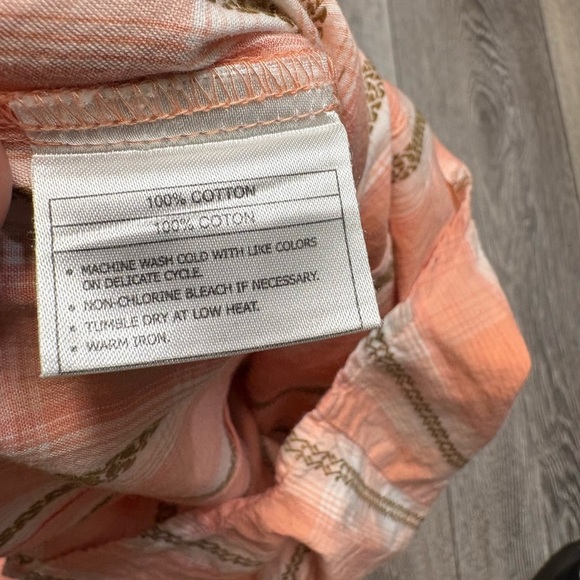 100% COTTON
100% COTON
• MACHINE WASH COLD WITH LIKE COLORS
ON DELICATE CYCLE.
• NON-CHLORINE BLEACH IF NECESSARY.
• TUMBLE DRY AT LOW HEAT.
• WARM IRON.